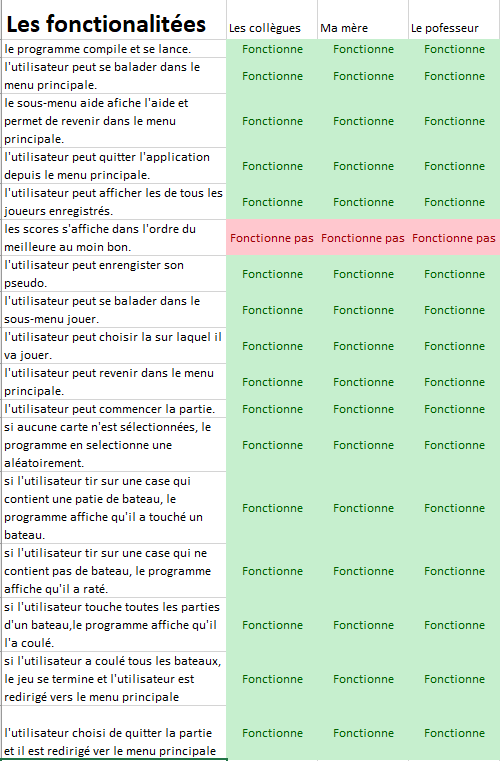 Les fonctionalitées Les collègues Ma mère Le pofesseur
le programme compile et se lance. Fonctionne Fonctionne Fonctionne
l'utilisateur peut se balader dans le
menu principale. Fonctionne Fonctionne Fonctionne
le sous-menu aide afiche l'aide et
permet de revenir dans le menu
principale. Fonctionne Fonctionne Fonctionne
l'utilisateur peut quitter l'application
depuis le menu principale. Fonctionne Fonctionne Fonctionne
l'utilisateur peut afficher les de tous les
joueurs enregistrés. Fonctionne Fonctionne Fonctionne
les scores s'affiche dans l'ordre du
meilleure au moin bon. Fonctionne pas Fonctionne pas Fonctionne pas
l'utilisateur peut enrengister son
pseudo. Fonctionne Fonctionne Fonctionne
l'utilisateur peut se balader dans le
sous-menu jouer. Fonctionne Fonctionne Fonctionne
l'utilisateur peut choisir la sur laquel il
va jouer. Fonctionne Fonctionne Fonctionne
l'utilisateur peut revenir dans le menu
principale. Fonctionne Fonctionne Fonctionne
l'utilisateur peut commencer la partie. Fonctionne Fonctionne Fonctionne
si aucune carte n'est sélectionnées, le
programme en selectionne une
aléatoirement. Fonctionne Fonctionne Fonctionne
si l'utilisateur tir sur une case qui
contient une patie de bateau, le
programme affiche qu'il a touché un
bateau. Fonctionne Fonctionne Fonctionne
si l'utilisateur tir sur une case qui ne
contient pas de bateau, le programme
affiche qu'il a raté. Fonctionne Fonctionne Fonctionne
si l'utilisateur touche toutes les parties
d'un bateau,le programme affiche qu'il
l'a coulé. Fonctionne Fonctionne Fonctionne
si l'utilisateur a coulé tous les bateaux,
le jeu se termine et l'utilisateur est
redirigé vers le menu principale Fonctionne Fonctionne Fonctionne
l'utilisateur choisi de quitter la partie
et il est redirigé ver le menu principale Fonctionne Fonctionne Fonctionne